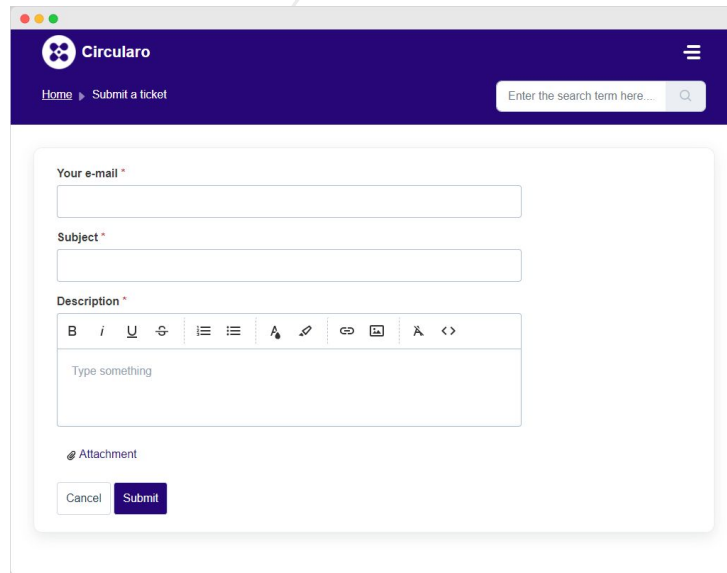 Circularo
Home ▶ Submit a ticket
Enter the search term here....
Your e-mail *
Subject *
Description *
B i U S A A <>
Type something
Attachment
Cancel Submit